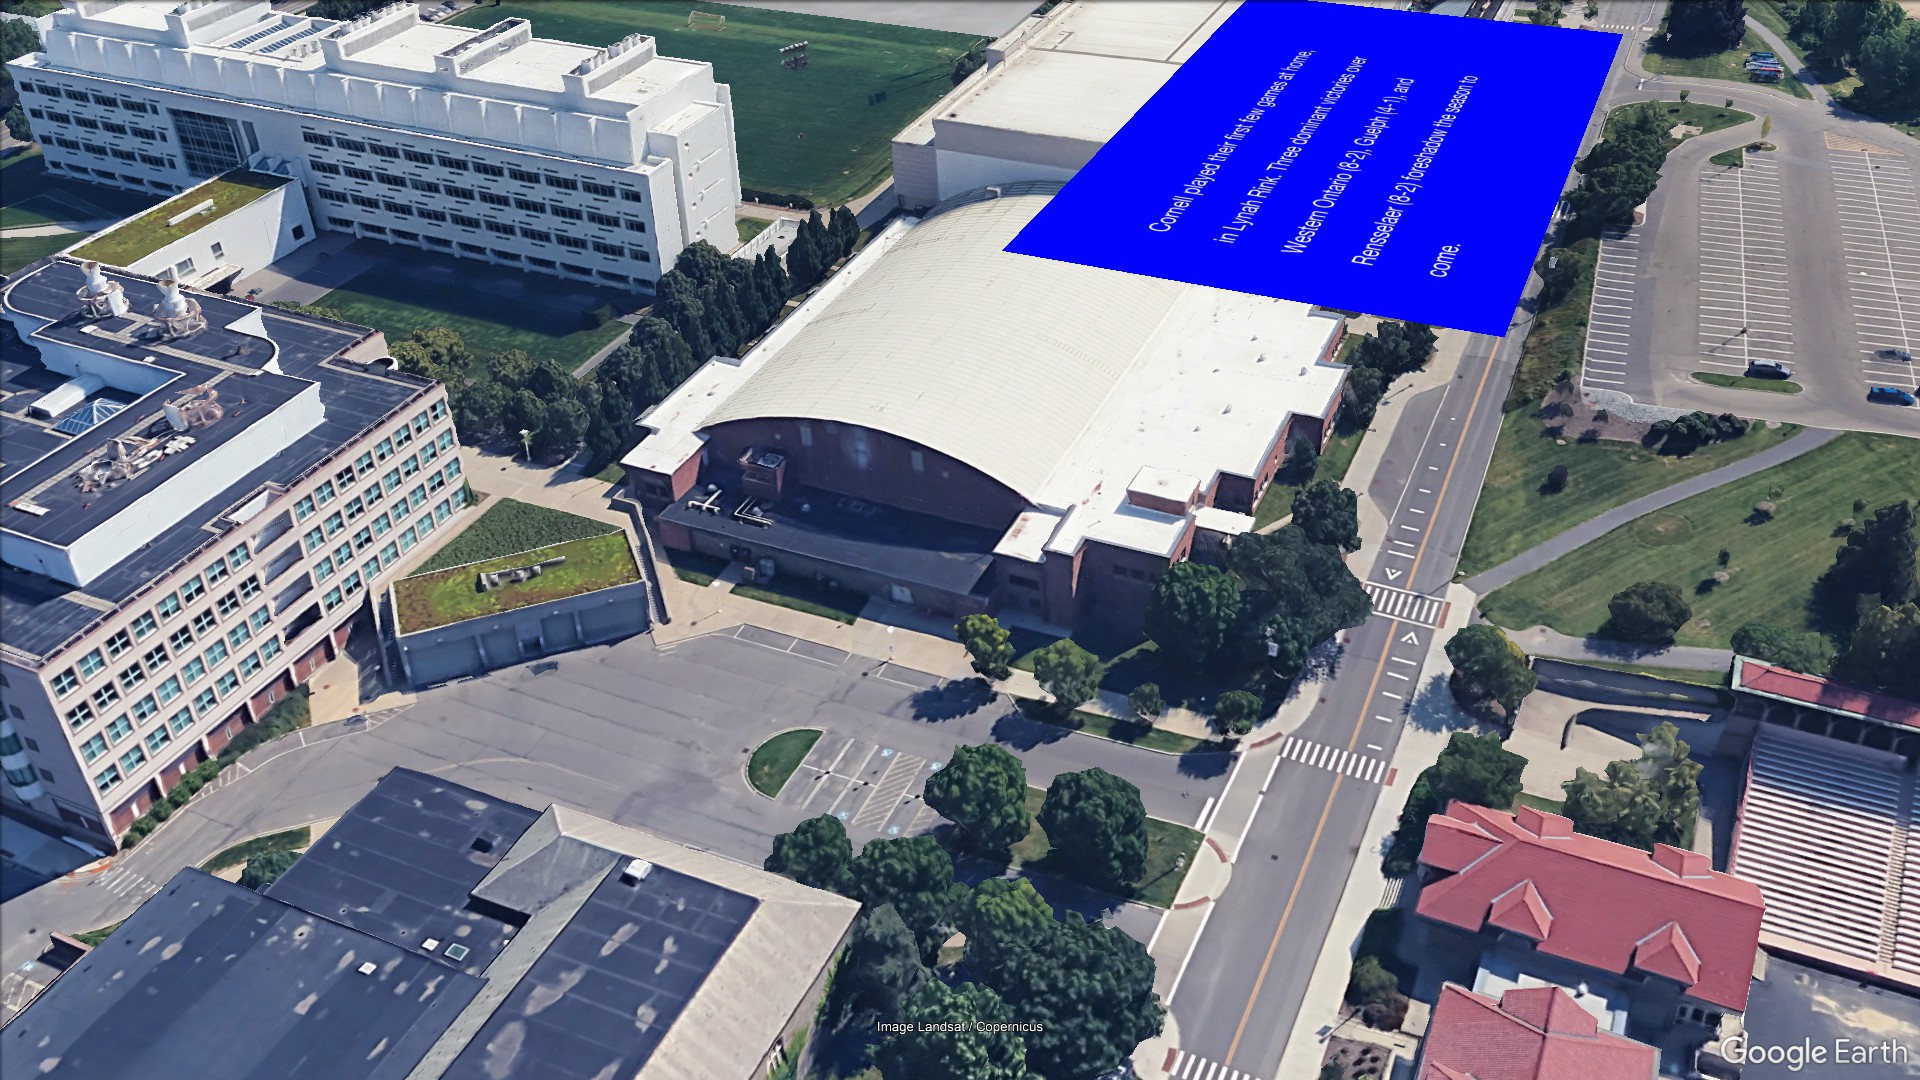 Cornell played their first few games at home,
in Lynah Rink. Three dominant victories over
Western Ontario (8-2), Guelph (4-1), and
Rensselaer (8-2) foreshadow the season to
come.
Image Landsat / Copernicus
Google Earth